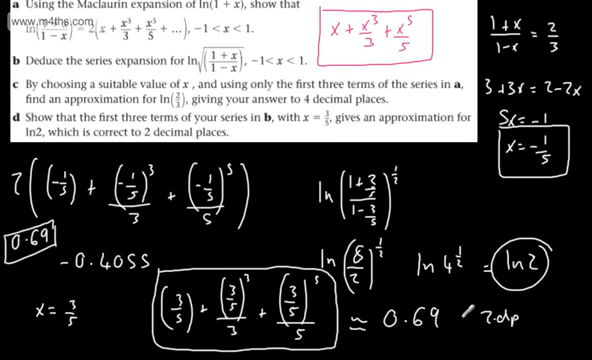 www.m4ths.com
a Using the Maclaurin expansion of ln(1 + x), show that
ln((1+x)/(1−x)) = 2(x + x³/3 + x⁵/5 + ...), −1 < x < 1.
b Deduce the series expansion for ln√((1 + x)/(1 − x)), −1 < x < 1.
c By choosing a suitable value of x, and using only the first three terms of the series in a,
find an approximation for ln(2/3), giving your answer to 4 decimal places.
d Show that the first three terms of your series in b, with x = 3/5, gives an approximation for
ln2, which is correct to 2 decimal places.
x + x³/3 + x⁵/5
(1+x)/(1-x) = 2/3
3+3x = 2-2x
5x = -1
x = -1/5
2((-1/5) + (-1/5)³/3 + (-1/5)⁵/5)
0.69
-0.4055
x = 3/5
ln((1+3/5)/(1-3/5))^(1/2)
ln(8/2)^(1/2)
ln 4^(1/2) = ln 2
(3/5) + (3/5)³/3 + (3/5)⁵/5 ≈ 0.69
2.dp